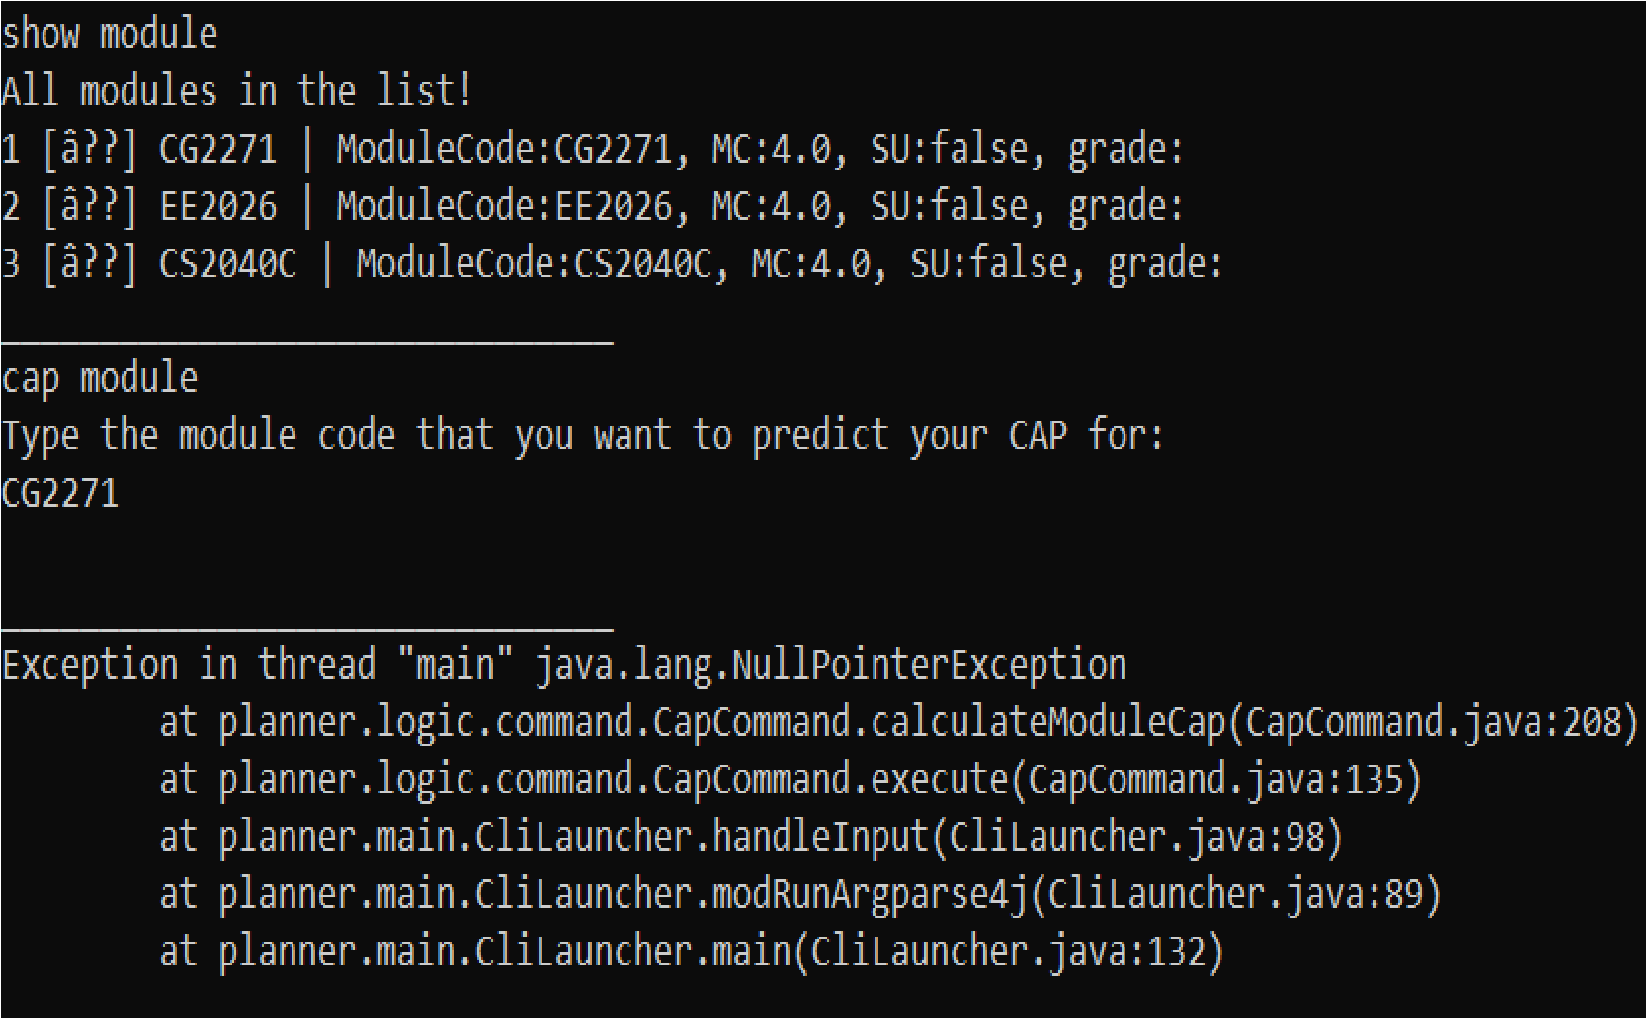 show module
All modules in the list!
1 [â??] CG2271 | ModuleCode:CG2271, MC:4.0, SU:false, grade:
2 [â??] EE2026 | ModuleCode:EE2026, MC:4.0, SU:false, grade:
3 [â??] CS2040C | ModuleCode:CS2040C, MC:4.0, SU:false, grade:
_______________________________
cap module
Type the module code that you want to predict your CAP for:
CG2271
_______________________________
Exception in thread "main" java.lang.NullPointerException
at planner.logic.command.CapCommand.calculateModuleCap(CapCommand.java:208)
at planner.logic.command.CapCommand.execute(CapCommand.java:135)
at planner.main.CliLauncher.handleInput(CliLauncher.java:98)
at planner.main.CliLauncher.modRunArgparse4j(CliLauncher.java:89)
at planner.main.CliLauncher.main(CliLauncher.java:132)